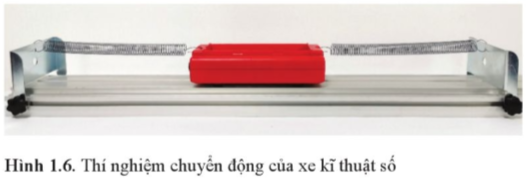 Hình 1.6. Thí nghiệm chuyển động của xe kĩ thuật số